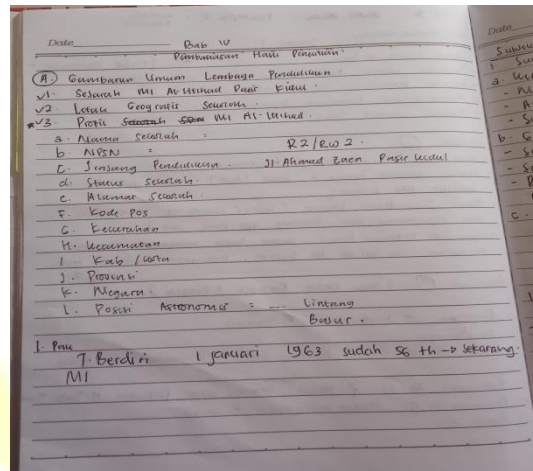 Date
Bab IV
Pembahasan Hasil Penelitian
A. Gambaran Umum Lembaga Pendidikan
1. Sejarah MI Al-Ittihad Pasir Kidul.
2. Letak Geografis Sekolah.
3. Profil MI Al-Ittihad.
a. Nama Sekolah =
b. NPSN = R2/RW2.
c. Jenjang Pendidikan. Jl Ahmad Zaen Pasir Kidul
d. Status Sekolah.
e. Alamat Sekolah
F. Kode Pos
G. Kelurahan
H. Kecamatan
I. Kab / kota
J. Provinsi
K. Negara.
L. Posisi Astronomis = Lintang
Bujur.
1.
T. Berdiri 1 januari 1963 sudah 56 th → sekarang.
MI
Date
a.
b.
c.